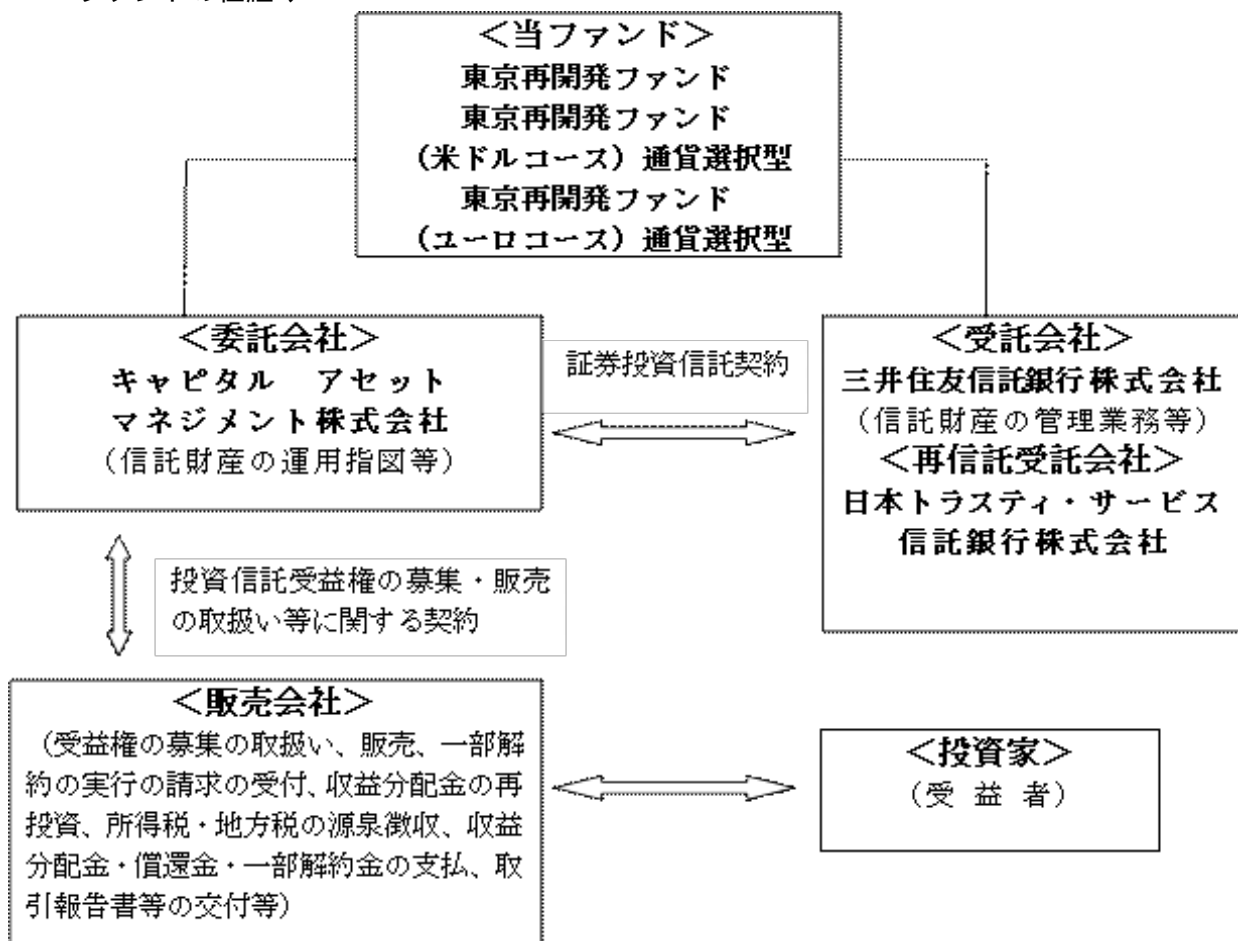 ＜当ファンド＞
東京再開発ファンド
東京再開発ファンド
（米ドルコース）通貨選択型
東京再開発ファンド
（ユーロコース）通貨選択型
＜委託会社＞
キャピタル　アセット
マネジメント株式会社
（信託財産の運用指図等）
証券投資信託契約
＜受託会社＞
三井住友信託銀行株式会社
（信託財産の管理業務等）
＜再信託受託会社＞
日本トラスティ・サービス
信託銀行株式会社
投資信託受益権の募集・販売
の取扱い等に関する契約
＜販売会社＞
（受益権の募集の取扱い、販売、一部解
約の実行の請求の受付、収益分配金の再
投資、所得税・地方税の源泉徴収、収益
分配金・償還金・一部解約金の支払、取
引報告書等の交付等）
＜投資家＞
（受 益 者）